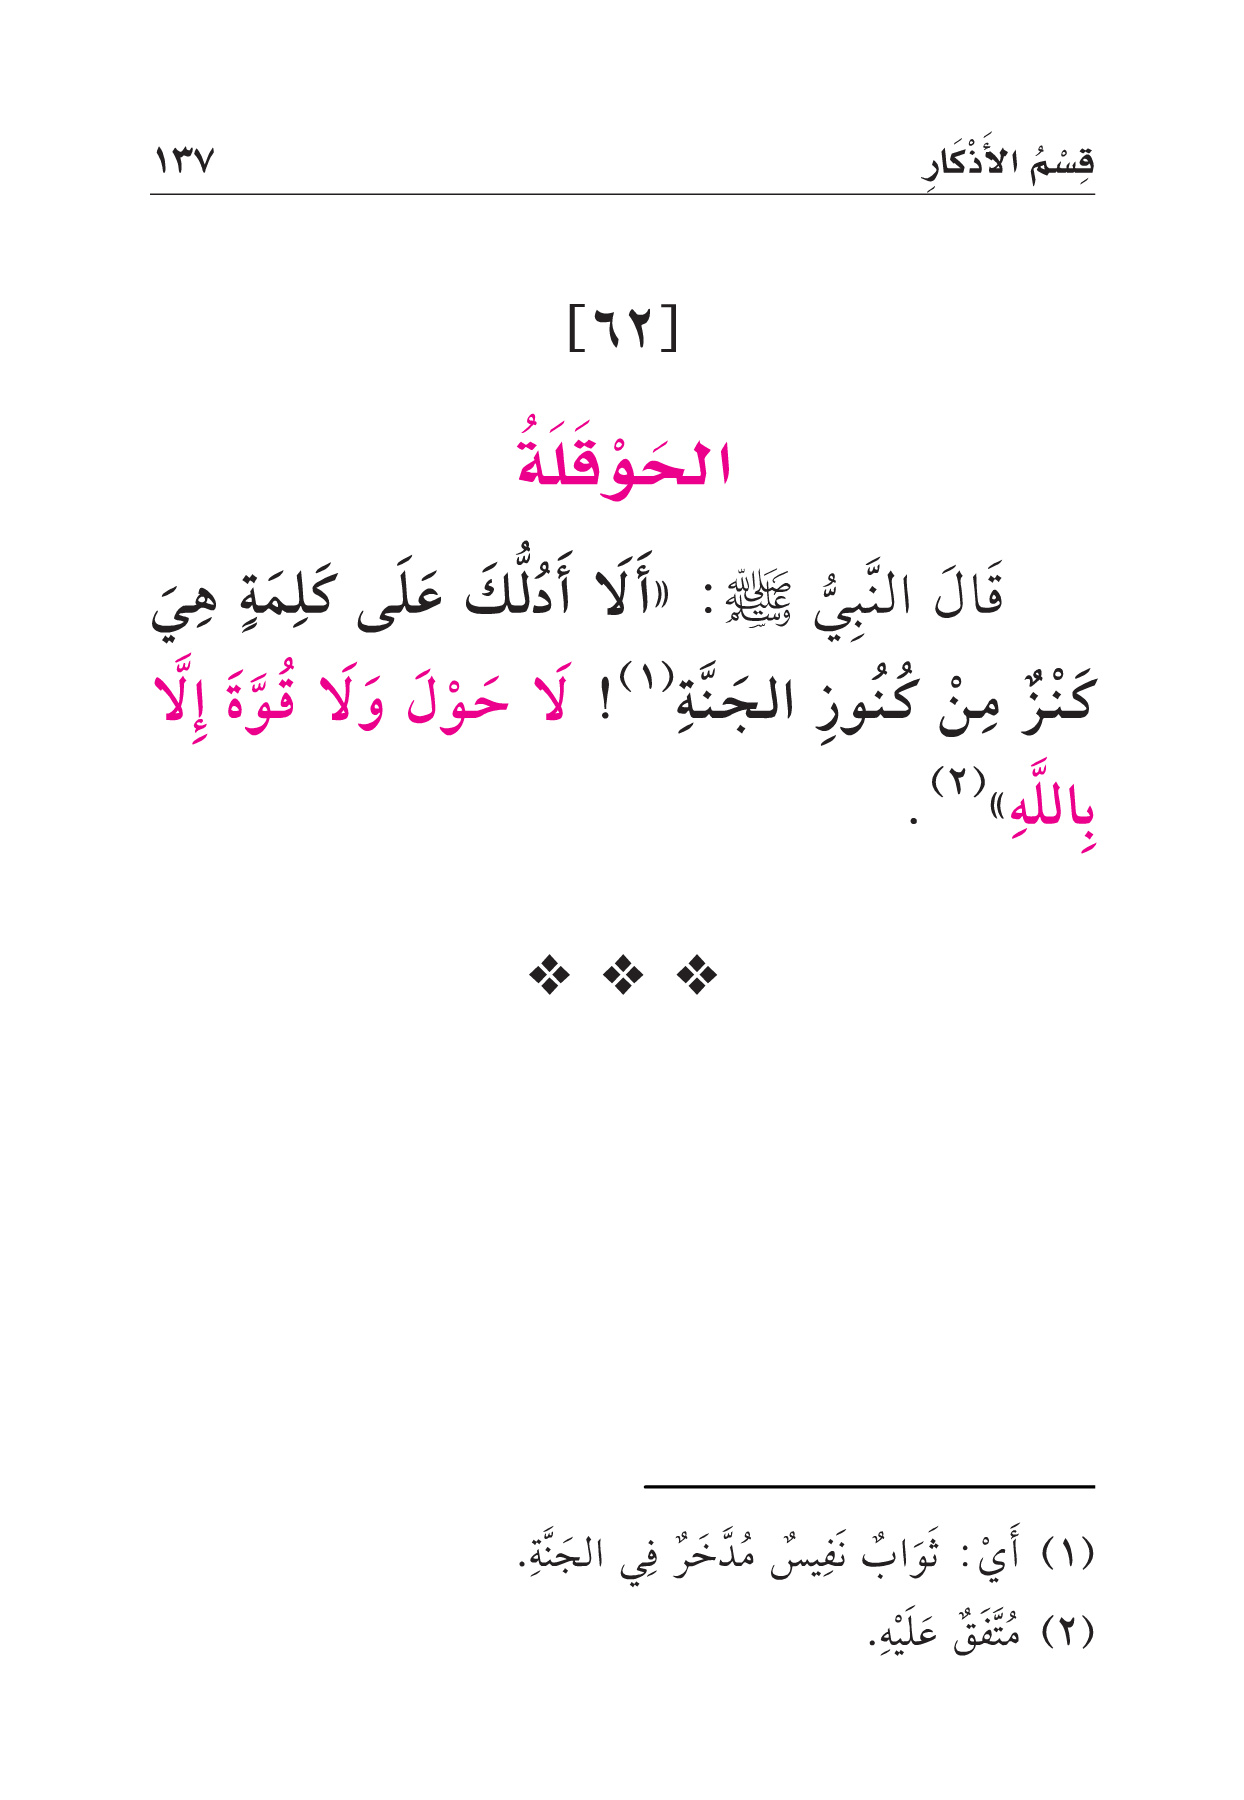 قِسْمُ الأَذْكَارِ ١٣٧
[٦٢]
الحَوْقَلَةُ
قَالَ النَّبِيُّ ﷺ: «أَلَا أَدُلُّكَ عَلَى كَلِمَةٍ هِيَ
كَنْزٌ مِنْ كُنُوزِ الجَنَّةِ(١)! لَا حَوْلَ وَلَا قُوَّةَ إِلَّا
بِاللَّهِ»(٢).
(١) أَيْ: ثَوَابٌ نَفِيسٌ مُدَّخَرٌ فِي الجَنَّةِ.
(٢) مُتَّفَقٌ عَلَيْهِ.